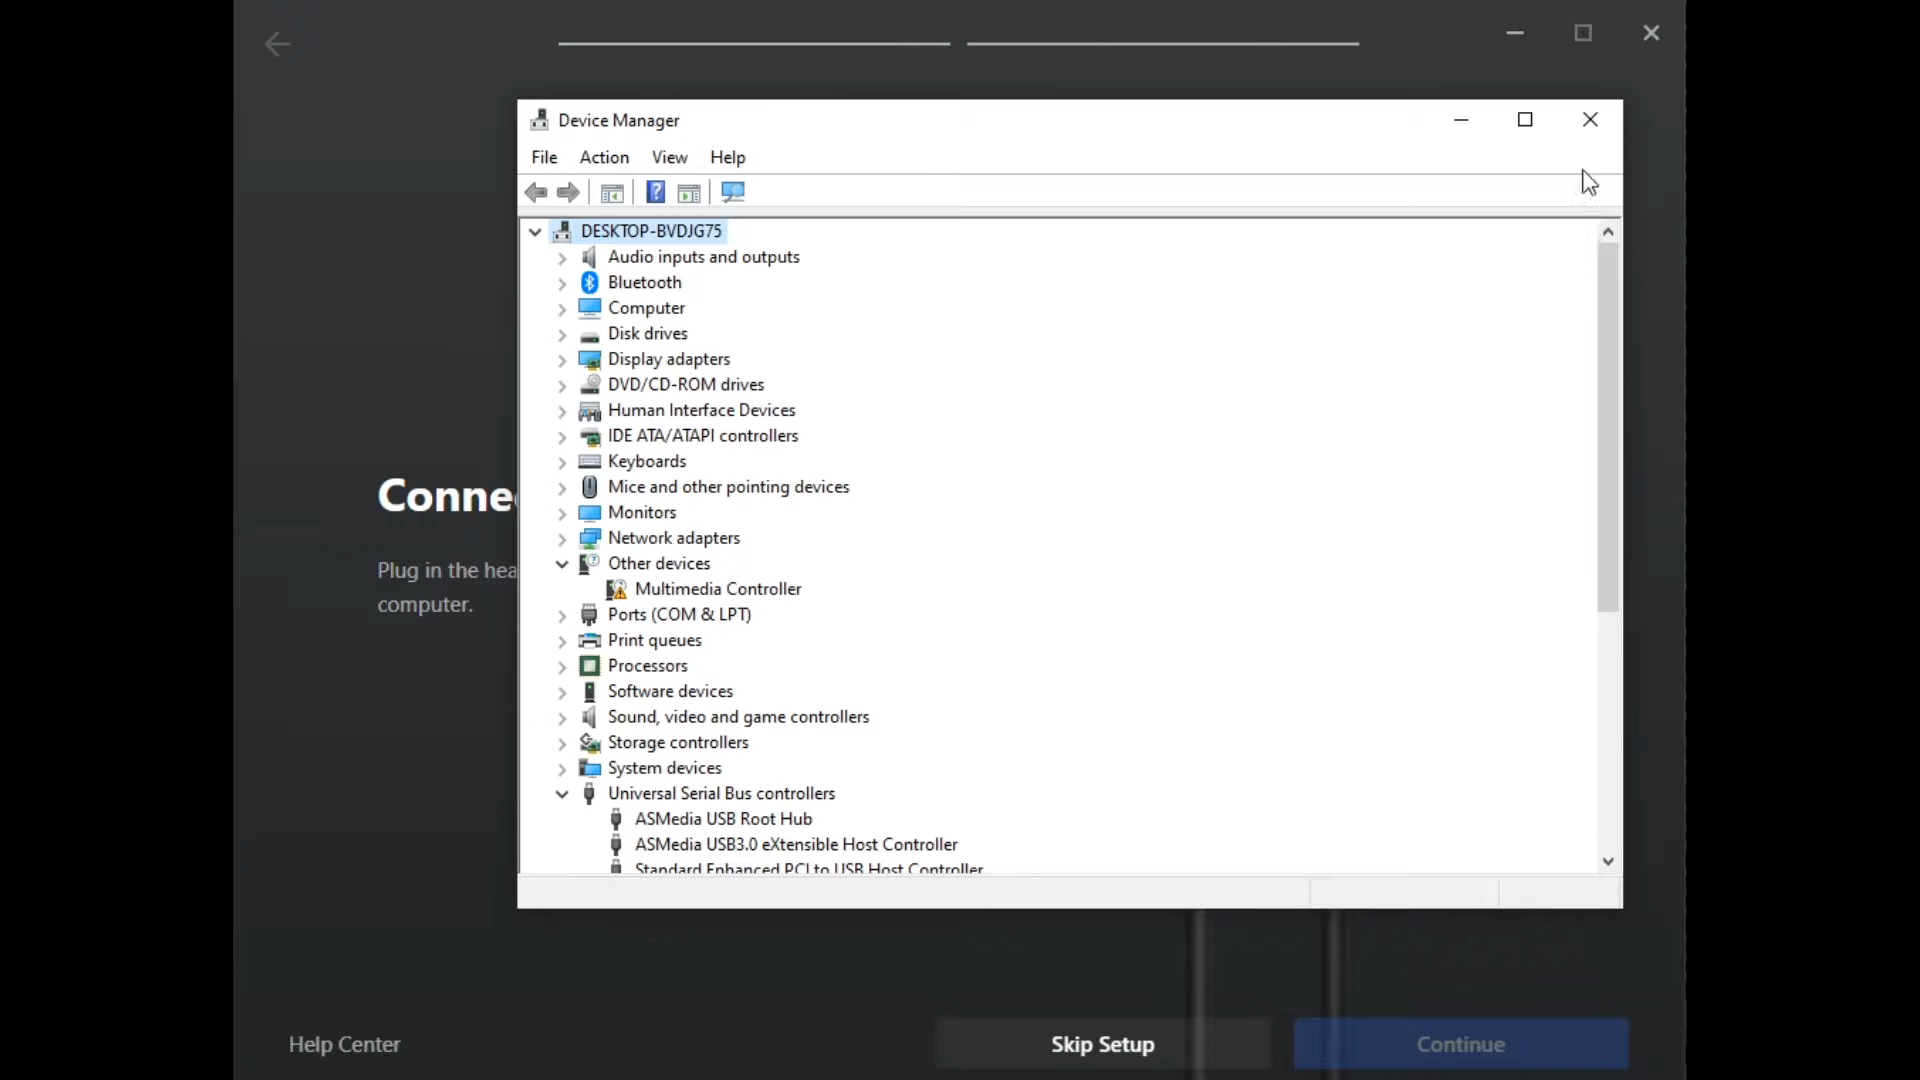 Device Manager
File Action View Help
DESKTOP-BVDJG75
Audio inputs and outputs
Bluetooth
Computer
Disk drives
Display adapters
DVD/CD-ROM drives
Human Interface Devices
IDE ATA/ATAPI controllers
Keyboards
Mice and other pointing devices
Monitors
Network adapters
Other devices
Multimedia Controller
Ports (COM & LPT)
Print queues
Processors
Software devices
Sound, video and game controllers
Storage controllers
System devices
Universal Serial Bus controllers
ASMedia USB Root Hub
ASMedia USB3.0 eXtensible Host Controller
Standard Enhanced PCI to USB Host Controller
Conne
Plug in the hea
computer.
Help Center
Skip Setup
Continue